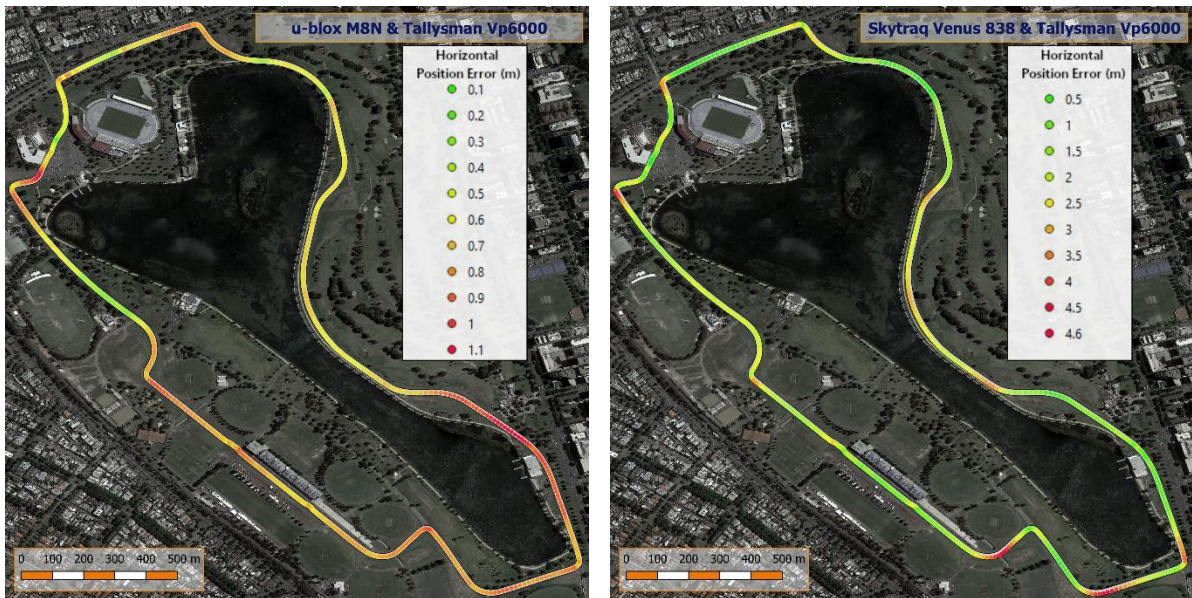 u-blox M8N & Tallysman Vp6000
Horizontal
Position Error (m)
0.1
0.2
0.3
0.4
0.5
0.6
0.7
0.8
0.9
1
1.1
0 100 200 300 400 500 m
Skytraq Venus 838 & Tallysman Vp6000
Horizontal
Position Error (m)
0.5
1
1.5
2
2.5
3
3.5
4
4.5
4.6
0 100 200 300 400 500 m